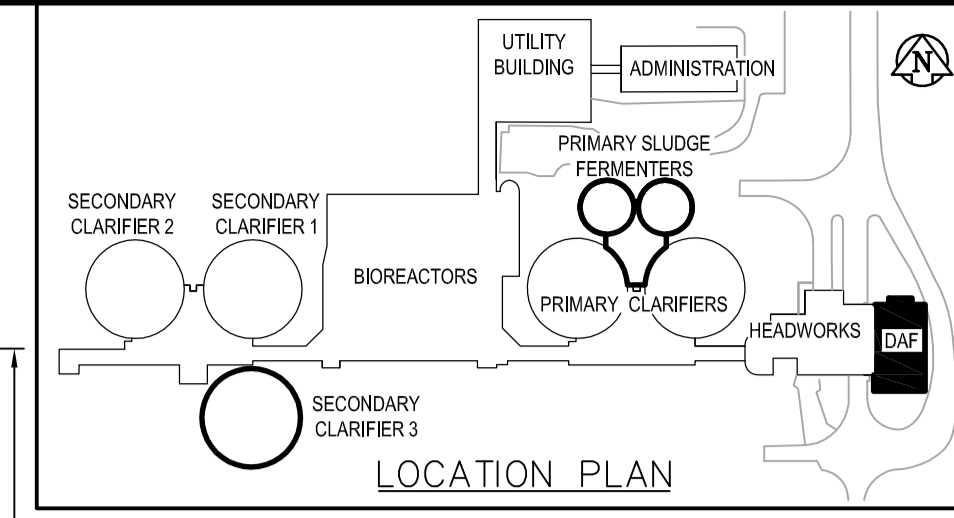 UTILITY
BUILDING
ADMINISTRATION
N
PRIMARY SLUDGE
FERMENTERS
SECONDARY
CLARIFIER 2
SECONDARY
CLARIFIER 1
BIOREACTORS
PRIMARY CLARIFIERS
HEADWORKS
DAF
SECONDARY
CLARIFIER 3
LOCATION PLAN